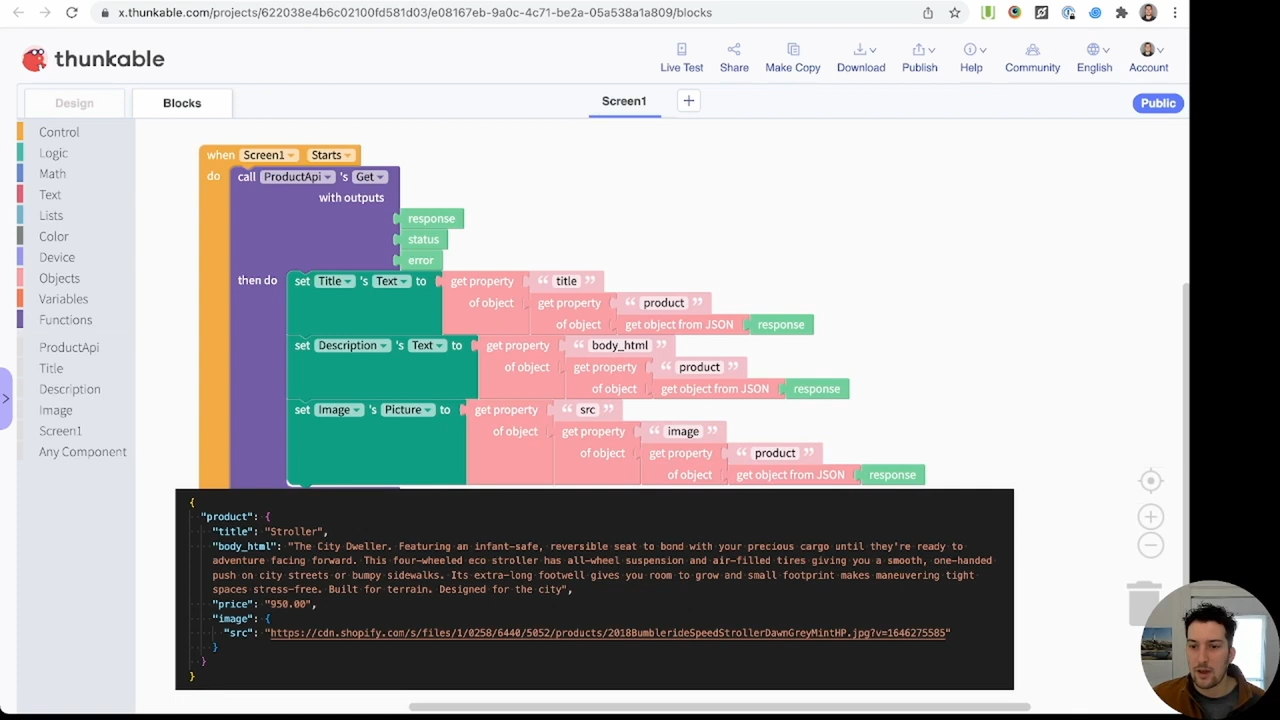 x.thunkable.com/projects/622038e4b6c02100fd581d03/e08167eb-9a0c-4c71-be2a-05a538a1a809/blocks
thunkable
Live Test
Share
Make Copy
Download
Publish
Help
Community
English
Account
Design
Blocks
Screen1
+
Public
Control
Logic
Math
Text
Lists
Color
Device
Objects
Variables
Functions
ProductApi
Title
Description
Image
Screen1
Any Component
when Screen1 Starts
do call ProductApi 's Get
with outputs
response
status
error
then do set Title 's Text to get property “ title ”
of object get property “ product ”
of object get object from JSON response
set Description 's Text to get property “ body_html ”
of object get property “ product ”
of object get object from JSON response
set Image 's Picture to get property “ src ”
of object get property “ image ”
of object get property “ product ”
of object get object from JSON response
{
"product": {
"title": "Stroller",
"body_html": "The City Dweller. Featuring an infant-safe, reversible seat to bond with your precious cargo until they're ready to
adventure facing forward. This four-wheeled eco stroller has all-wheel suspension and air-filled tires giving you a smooth, one-handed
push on city streets or bumpy sidewalks. Its extra-long footwell gives you room to grow and small footprint makes maneuvering tight
spaces stress-free. Built for terrain. Designed for the city",
"price": "950.00",
"image": {
"src": "https://cdn.shopify.com/s/files/1/0258/6440/5052/products/2018BumblerideSpeedStrollerDawnGreyMintHP.jpg?v=1646275585"
}
}
}